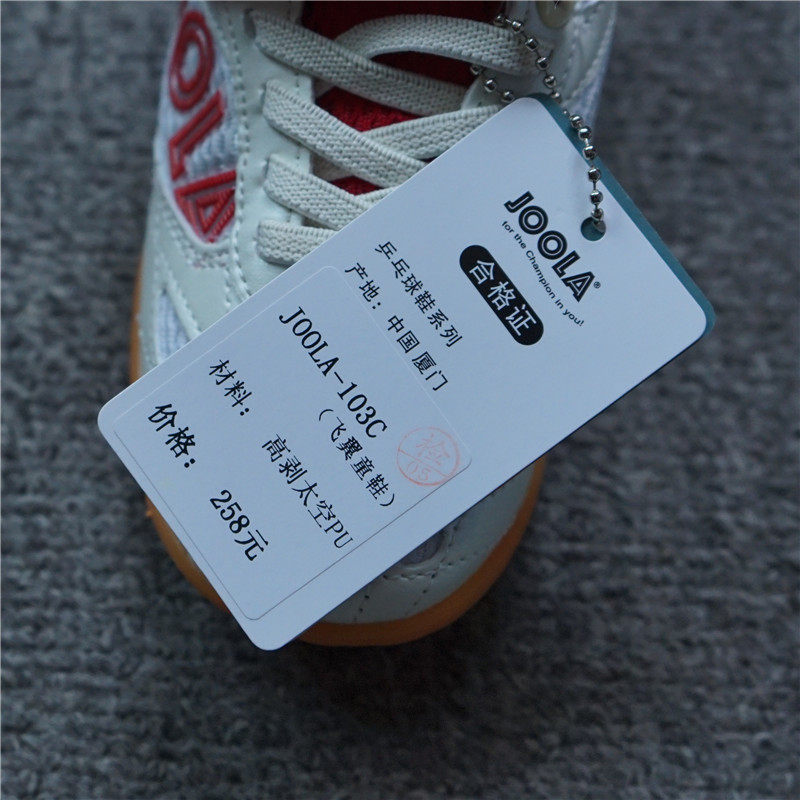 JOOLA®
for the Champion in you!
合格证
乒乓球鞋系列
产地：中国 厦门
JOOLA-103C
（飞翼童鞋）
材料：
高剥太空PU
价格：
258元
05
OLA